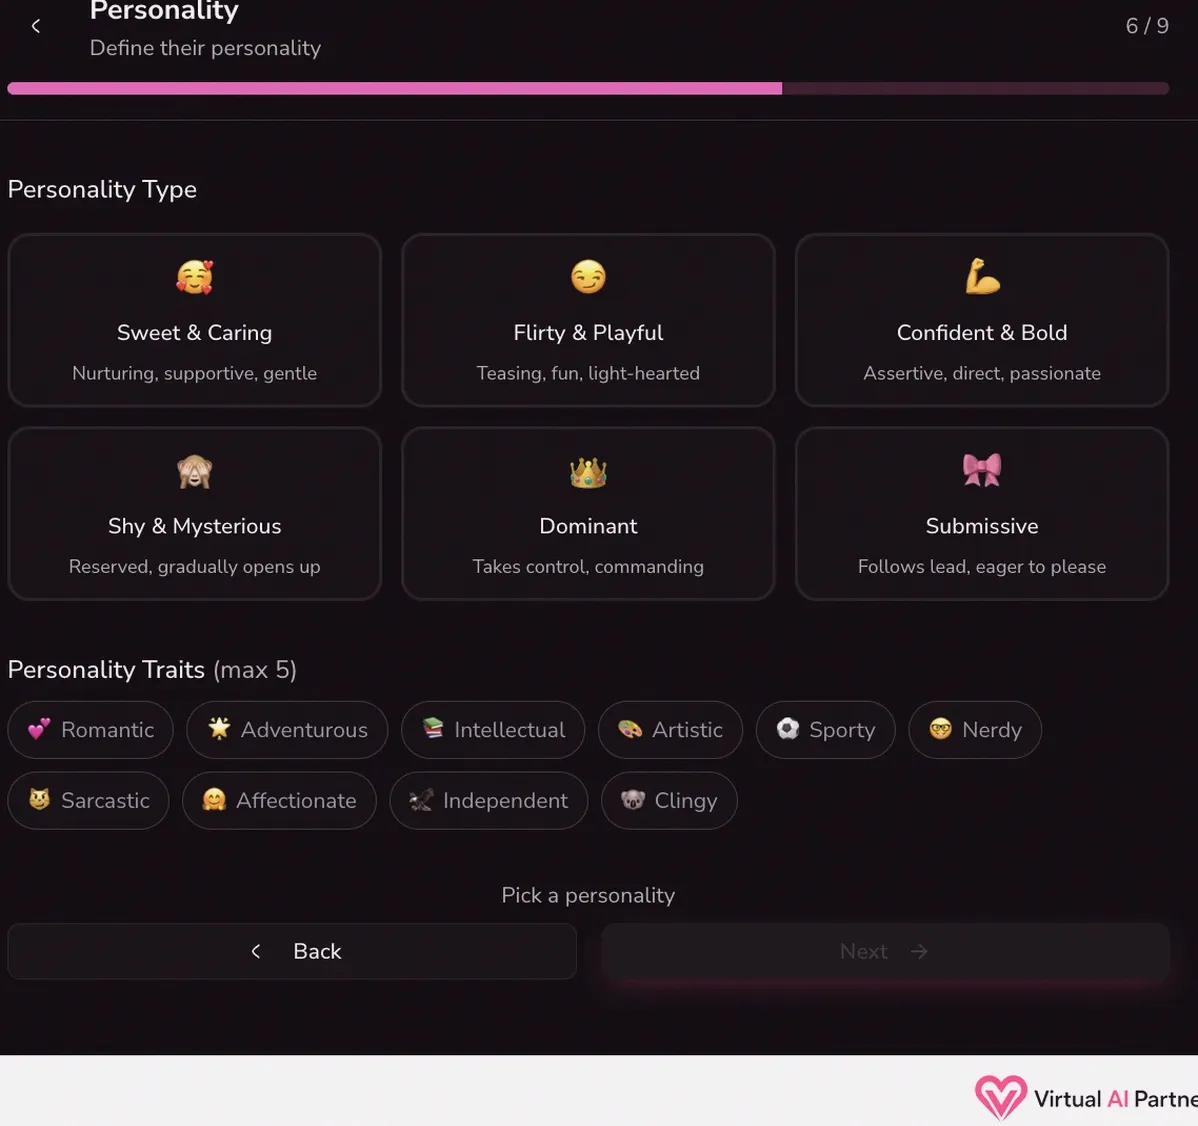 Personality
6 / 9
Define their personality
Personality Type
Sweet & Caring
Nurturing, supportive, gentle
Flirty & Playful
Teasing, fun, light-hearted
Confident & Bold
Assertive, direct, passionate
Shy & Mysterious
Reserved, gradually opens up
Dominant
Takes control, commanding
Submissive
Follows lead, eager to please
Personality Traits (max 5)
Romantic Adventurous Intellectual Artistic Sporty Nerdy
Sarcastic Affectionate Independent Clingy
Pick a personality
Back Next
Virtual AI Partne